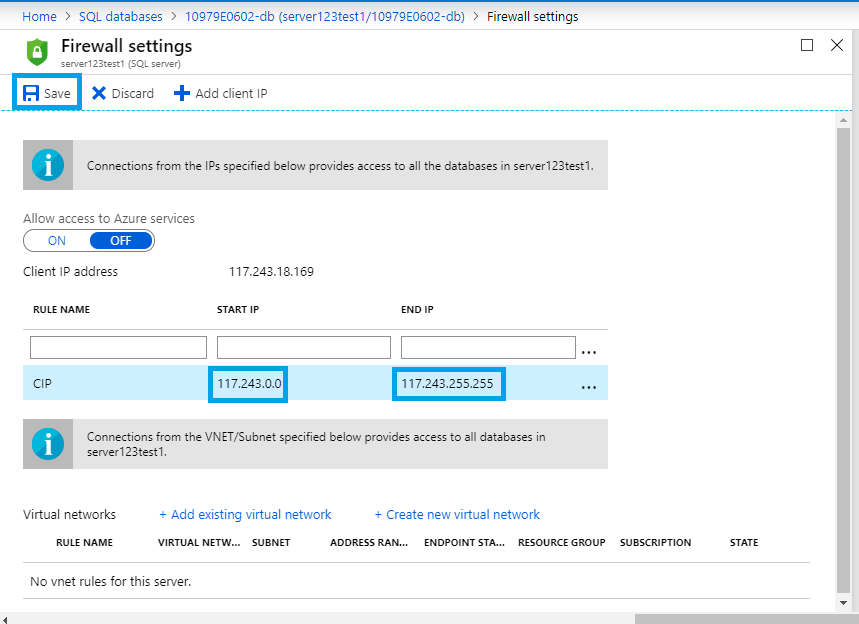 Home > SQL databases > 10979E0602-db (server123test1/10979E0602-db) > Firewall settings
Firewall settings
server123test1 (SQL server)
Save Discard Add client IP
Connections from the IPs specified below provides access to all the databases in server123test1.
Allow access to Azure services
ON OFF
Client IP address 117.243.18.169
RULE NAME START IP END IP
...
CIP 117.243.0.0 117.243.255.255 ...
Connections from the VNET/Subnet specified below provides access to all databases in
server123test1.
Virtual networks + Add existing virtual network + Create new virtual network
RULE NAME VIRTUAL NETW... SUBNET ADDRESS RAN... ENDPOINT STA... RESOURCE GROUP SUBSCRIPTION STATE
No vnet rules for this server.